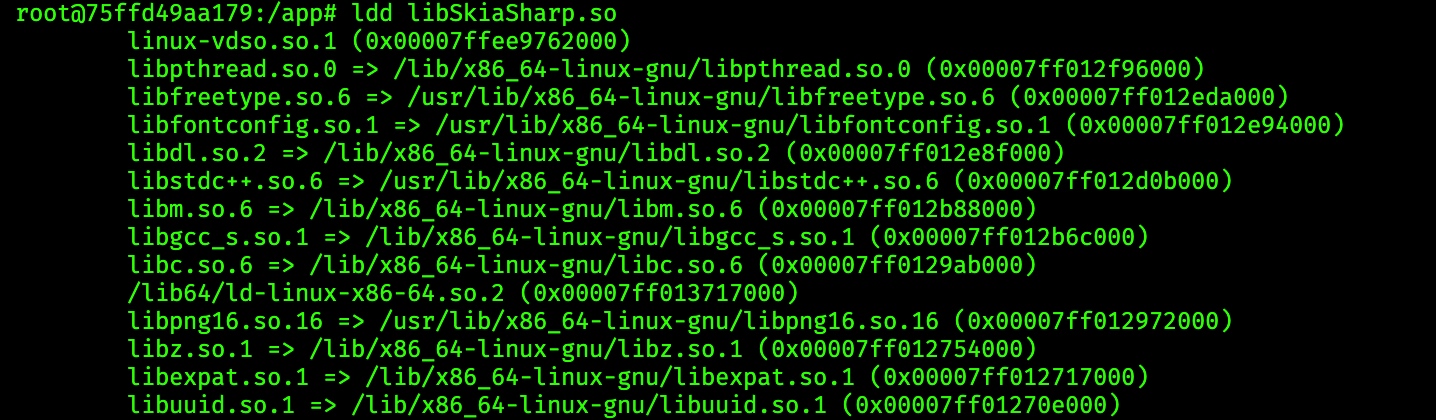 root@75ffd49aa179:/app# ldd libSkiaSharp.so
linux-vdso.so.1 (0x00007ffee9762000)
libpthread.so.0 => /lib/x86_64-linux-gnu/libpthread.so.0 (0x00007ff012f96000)
libfreetype.so.6 => /usr/lib/x86_64-linux-gnu/libfreetype.so.6 (0x00007ff012eda000)
libfontconfig.so.1 => /usr/lib/x86_64-linux-gnu/libfontconfig.so.1 (0x00007ff012e94000)
libdl.so.2 => /lib/x86_64-linux-gnu/libdl.so.2 (0x00007ff012e8f000)
libstdc++.so.6 => /usr/lib/x86_64-linux-gnu/libstdc++.so.6 (0x00007ff012d0b000)
libm.so.6 => /lib/x86_64-linux-gnu/libm.so.6 (0x00007ff012b88000)
libgcc_s.so.1 => /lib/x86_64-linux-gnu/libgcc_s.so.1 (0x00007ff012b6c000)
libc.so.6 => /lib/x86_64-linux-gnu/libc.so.6 (0x00007ff0129ab000)
/lib64/ld-linux-x86-64.so.2 (0x00007ff013717000)
libpng16.so.16 => /usr/lib/x86_64-linux-gnu/libpng16.so.16 (0x00007ff012972000)
libz.so.1 => /lib/x86_64-linux-gnu/libz.so.1 (0x00007ff012754000)
libexpat.so.1 => /lib/x86_64-linux-gnu/libexpat.so.1 (0x00007ff012717000)
libuuid.so.1 => /lib/x86_64-linux-gnu/libuuid.so.1 (0x00007ff01270e000)